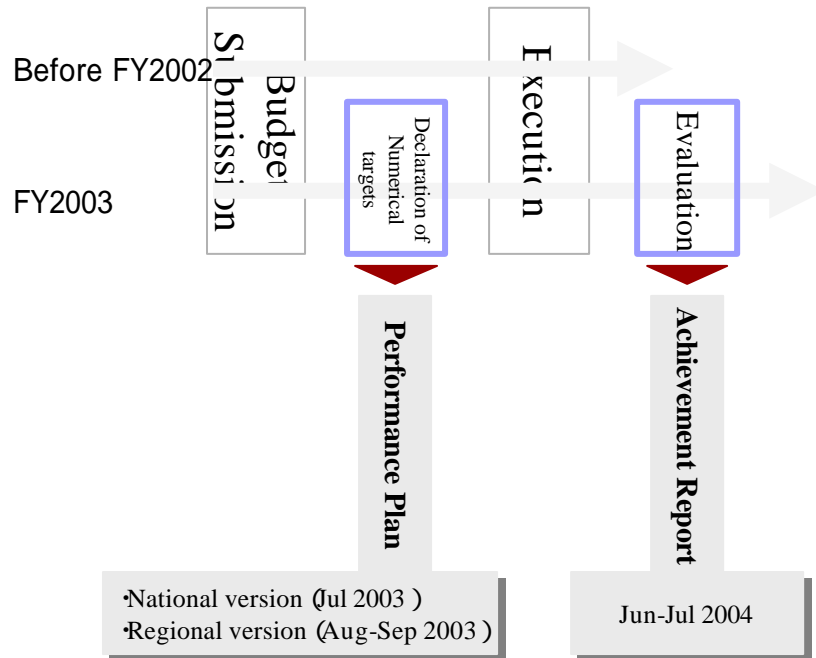 Before FY2002
FY2003
Budget
Submission
Declaration of
Numerical
targets
Execution
Evaluation
Performance Plan
Achievement Report
•National version (Jul 2003 )
•Regional version (Aug-Sep 2003 )
Jun-Jul 2004